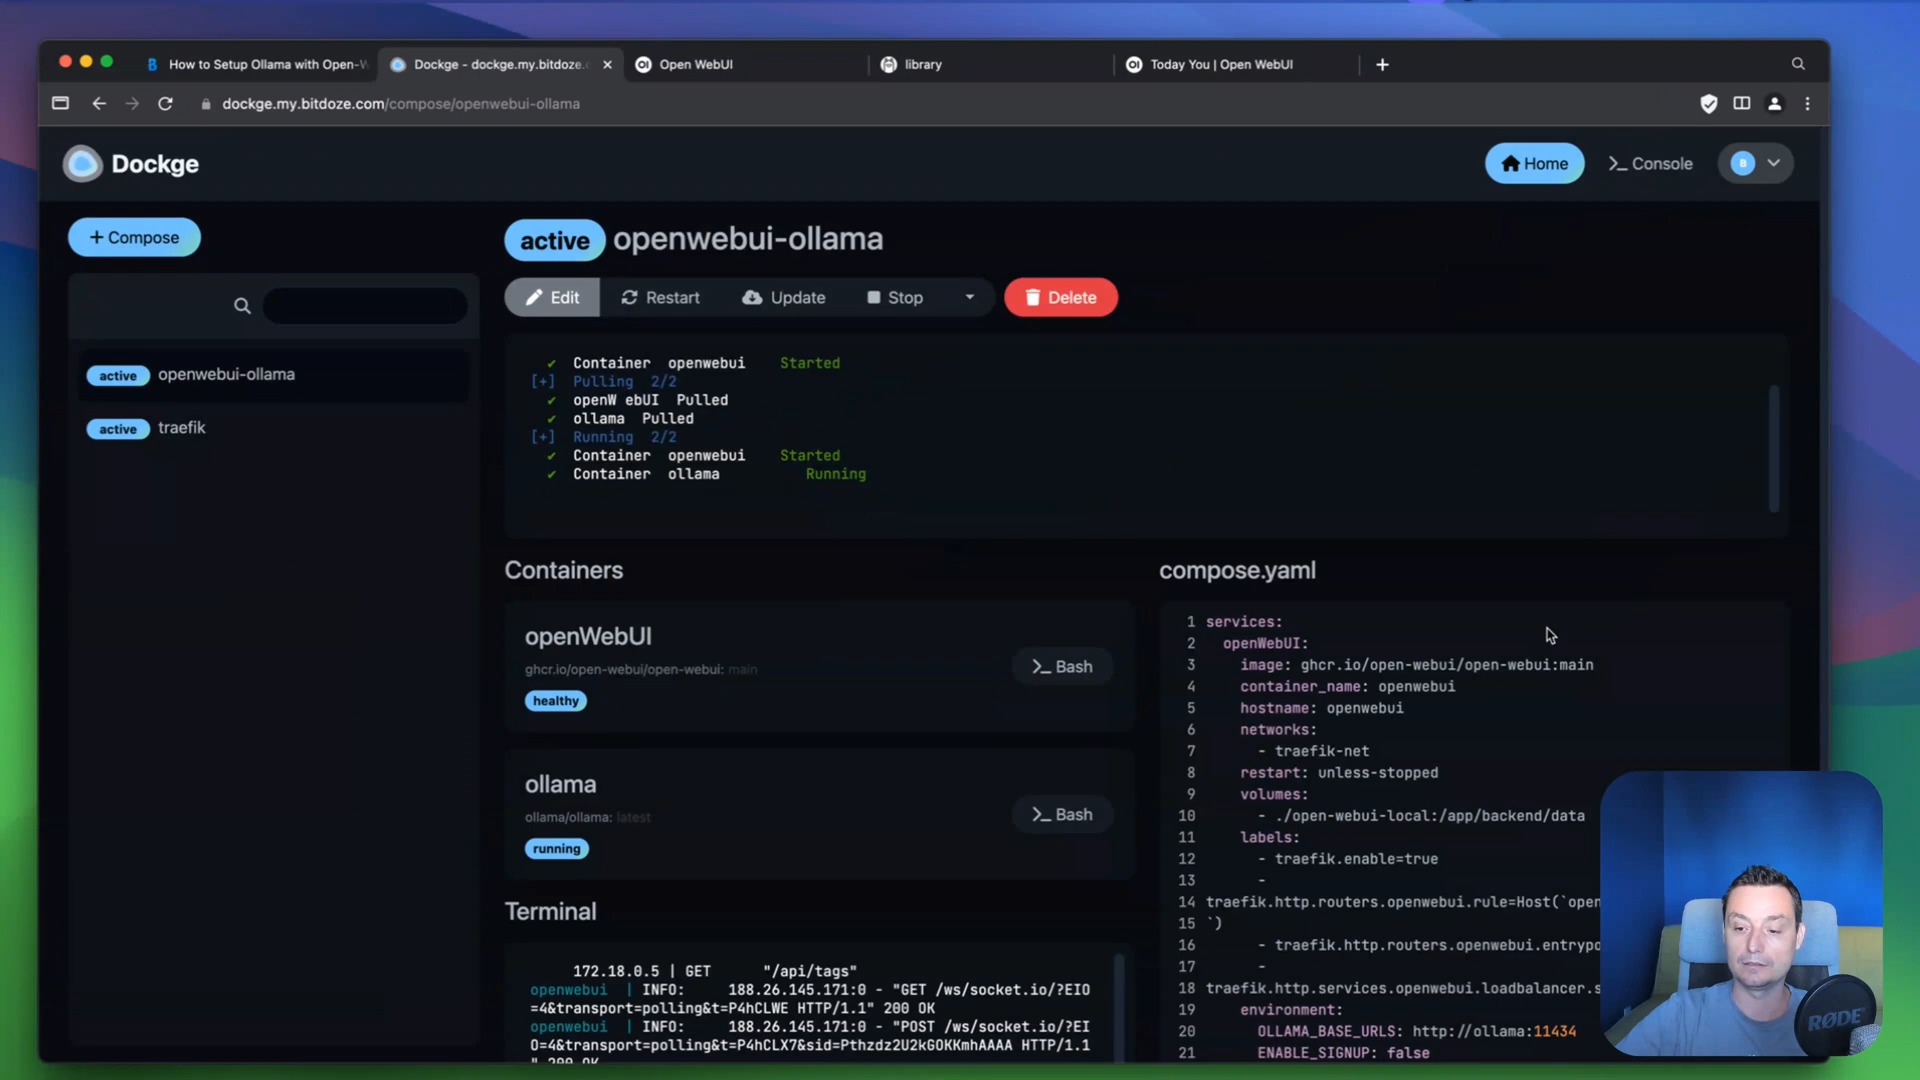 How to Setup Ollama with Open-W
Dockge - dockge.my.bitdoze.
Open WebUI
library
Today You | Open WebUI
dockge.my.bitdoze.com/compose/openwebui-ollama
Dockge
Home
Console
B
+ Compose
active openwebui-ollama
Edit
Restart
Update
Stop
Delete
active openwebui-ollama
active traefik
✔ Container openwebui Started
[+] Pulling 2/2
✔ openW ebUI Pulled
✔ ollama Pulled
[+] Running 2/2
✔ Container openwebui Started
✔ Container ollama Running
Containers
openWebUI
ghcr.io/open-webui/open-webui: main
>_ Bash
healthy
ollama
ollama/ollama: latest
>_ Bash
running
Terminal
172.18.0.5 | GET "/api/tags"
openwebui | INFO: 188.26.145.171:0 - "GET /ws/socket.io/?EIO
=4&transport=polling&t=P4hCLWE HTTP/1.1" 200 OK
openwebui | INFO: 188.26.145.171:0 - "POST /ws/socket.io/?EI
O=4&transport=polling&t=P4hCLX7&sid=Pthzdz2U2kGOKKmhAAAA HTTP/1.1
" 200 OK
compose.yaml
1 services:
2 openWebUI:
3 image: ghcr.io/open-webui/open-webui:main
4 container_name: openwebui
5 hostname: openwebui
6 networks:
7 - traefik-net
8 restart: unless-stopped
9 volumes:
10 - ./open-webui-local:/app/backend/data
11 labels:
12 - traefik.enable=true
13 -
14 traefik.http.routers.openwebui.rule=Host(`open
15 `)
16 - traefik.http.routers.openwebui.entrypo
17 -
18 traefik.http.services.openwebui.loadbalancer.s
19 environment:
20 OLLAMA_BASE_URLS: http://ollama:11434
21 ENABLE_SIGNUP: false
RØDE